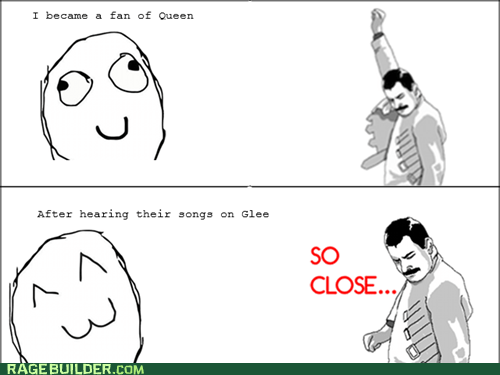 I became a fan of Queen
After hearing their songs on Glee
SO
CLOSE...
RAGEBUILDER.COM